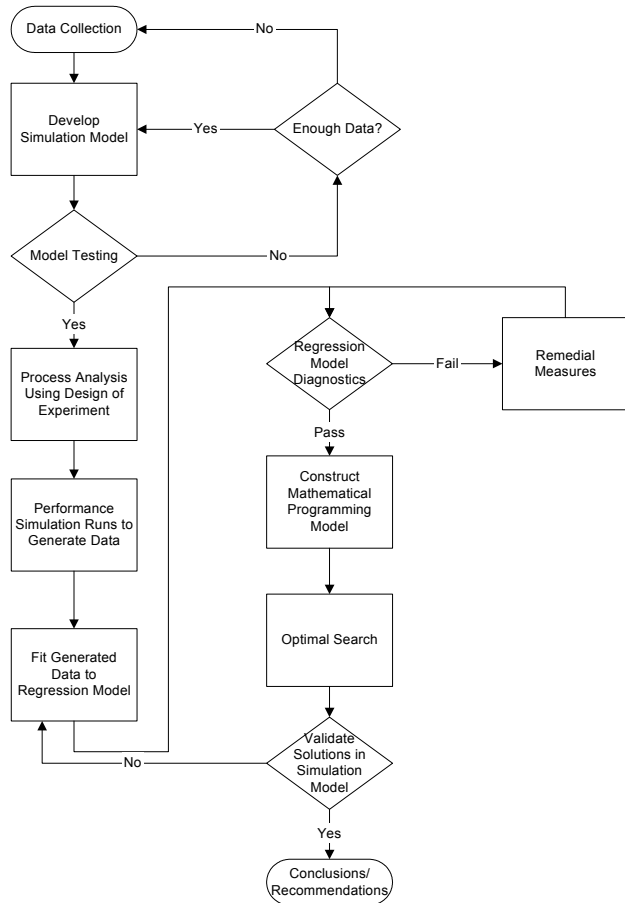 Data Collection
No
Develop
Simulation Model
Yes
Enough Data?
Model Testing
No
Yes
Process Analysis
Using Design of
Experiment
Performance
Simulation Runs to
Generate Data
Fit Generated
Data to
Regression Model
Regression
Model
Diagnostics
Fail
Remedial
Measures
Pass
Construct
Mathematical
Programming
Model
Optimal Search
Validate
Solutions in
Simulation
Model
No
Yes
Conclusions/
Recommendations